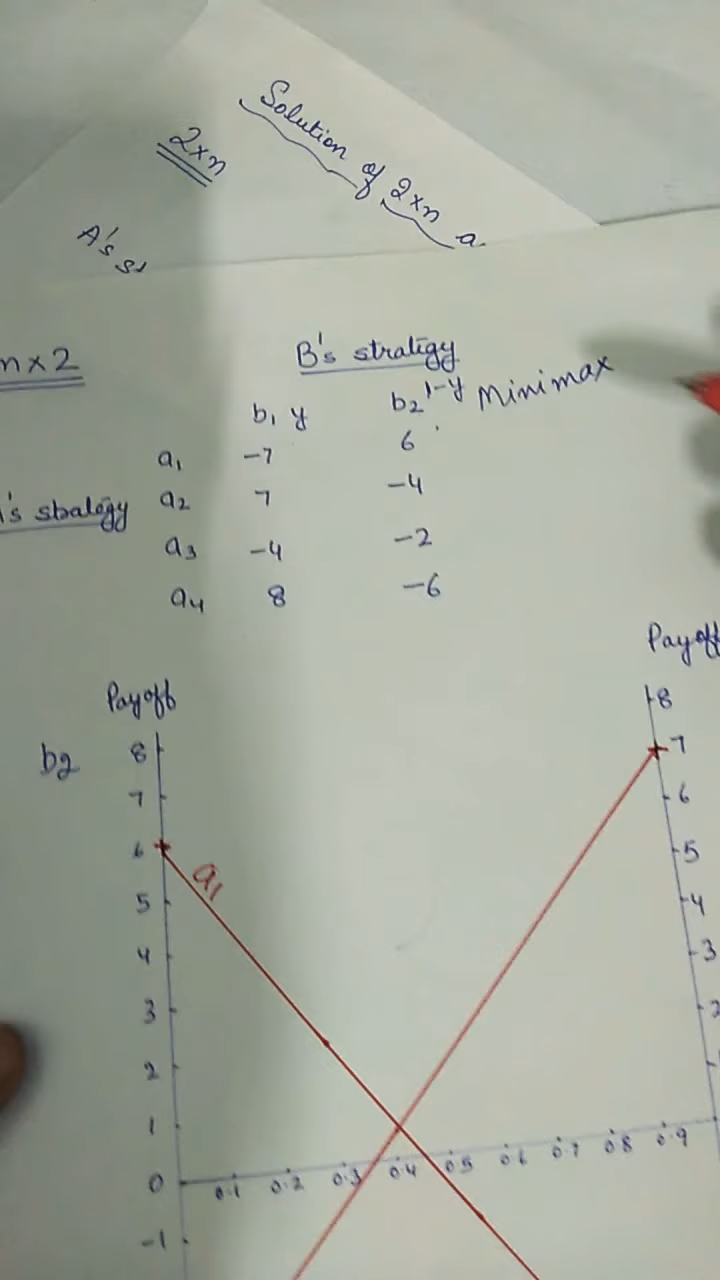 Solution of 2×n a
2×n
A's st
m×2
B's strategy
b1 y b2 1-y Minimax
a1 -7 6
's stratogy a2 7 -4
a3 -4 -2
a4 8 -6
Payoff
Payoff
b2
8
7
6
5
4
3
2
1
0
-1
a1
8
7
6
5
4
3
2
0.1 0.2 0.3 0.4 0.5 0.6 0.7 0.8 0.9